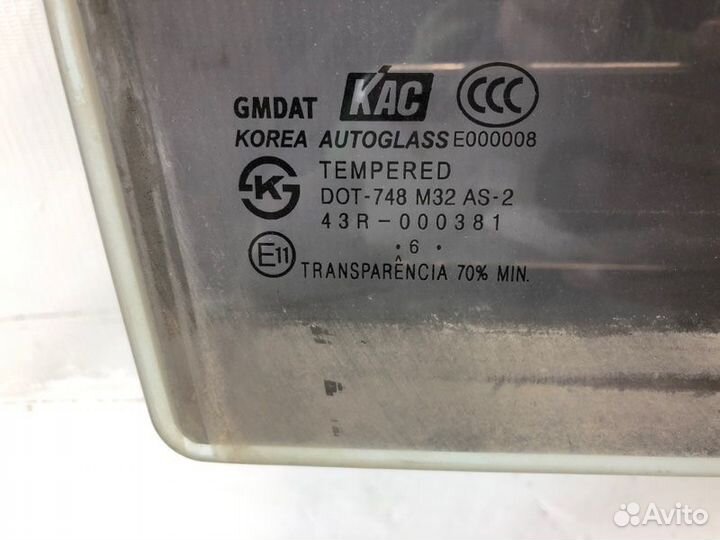 GMDAT KAC CCC
KOREA AUTOGLASS E000008
TEMPERED
K S DOT-748 M32 AS-2
43R-000381
E11 · 6 ·
TRANSPARÊNCIA 70% MIN.
Avito